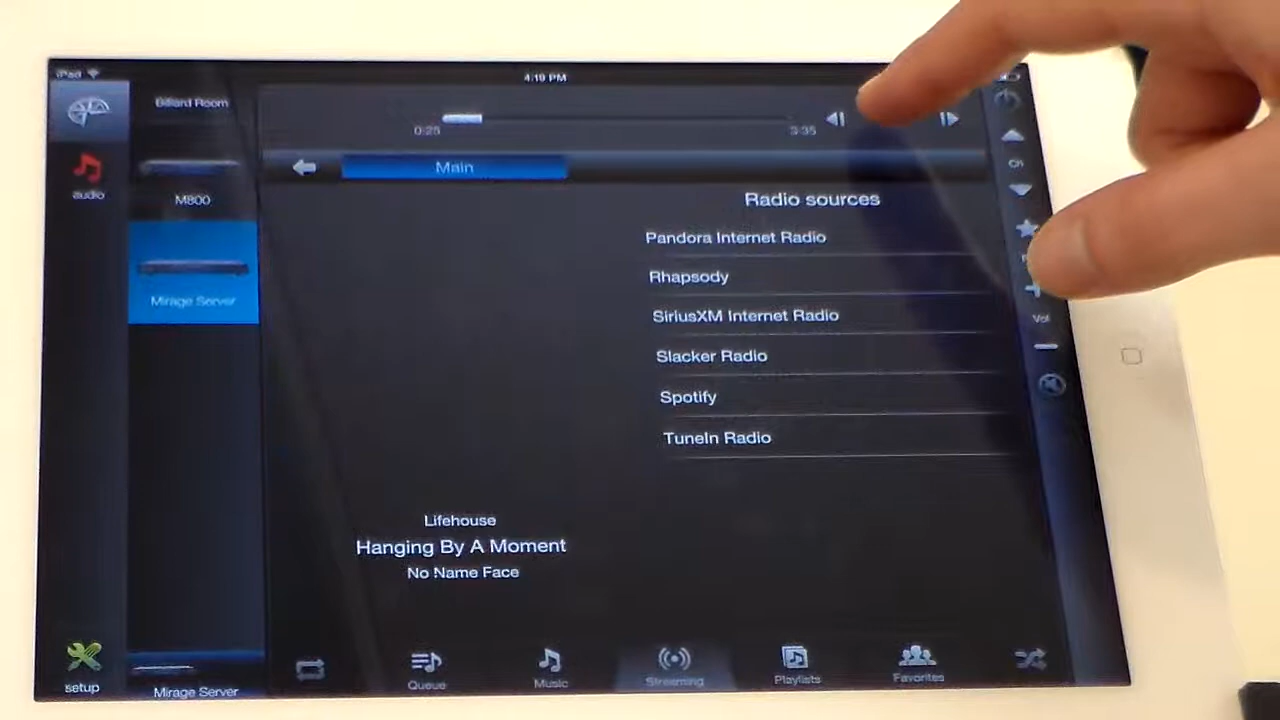 iPad
4:19 PM
Billiard Room
0:25
3:35
Ch
Main
audio
M800
Radio sources
Pandora Internet Radio
Rhapsody
Mirage Server
SiriusXM Internet Radio
Vol
Slacker Radio
Spotify
TuneIn Radio
Lifehouse
Hanging By A Moment
No Name Face
setup
Mirage Server
Queue
Music
Streaming
Playlists
Favorites